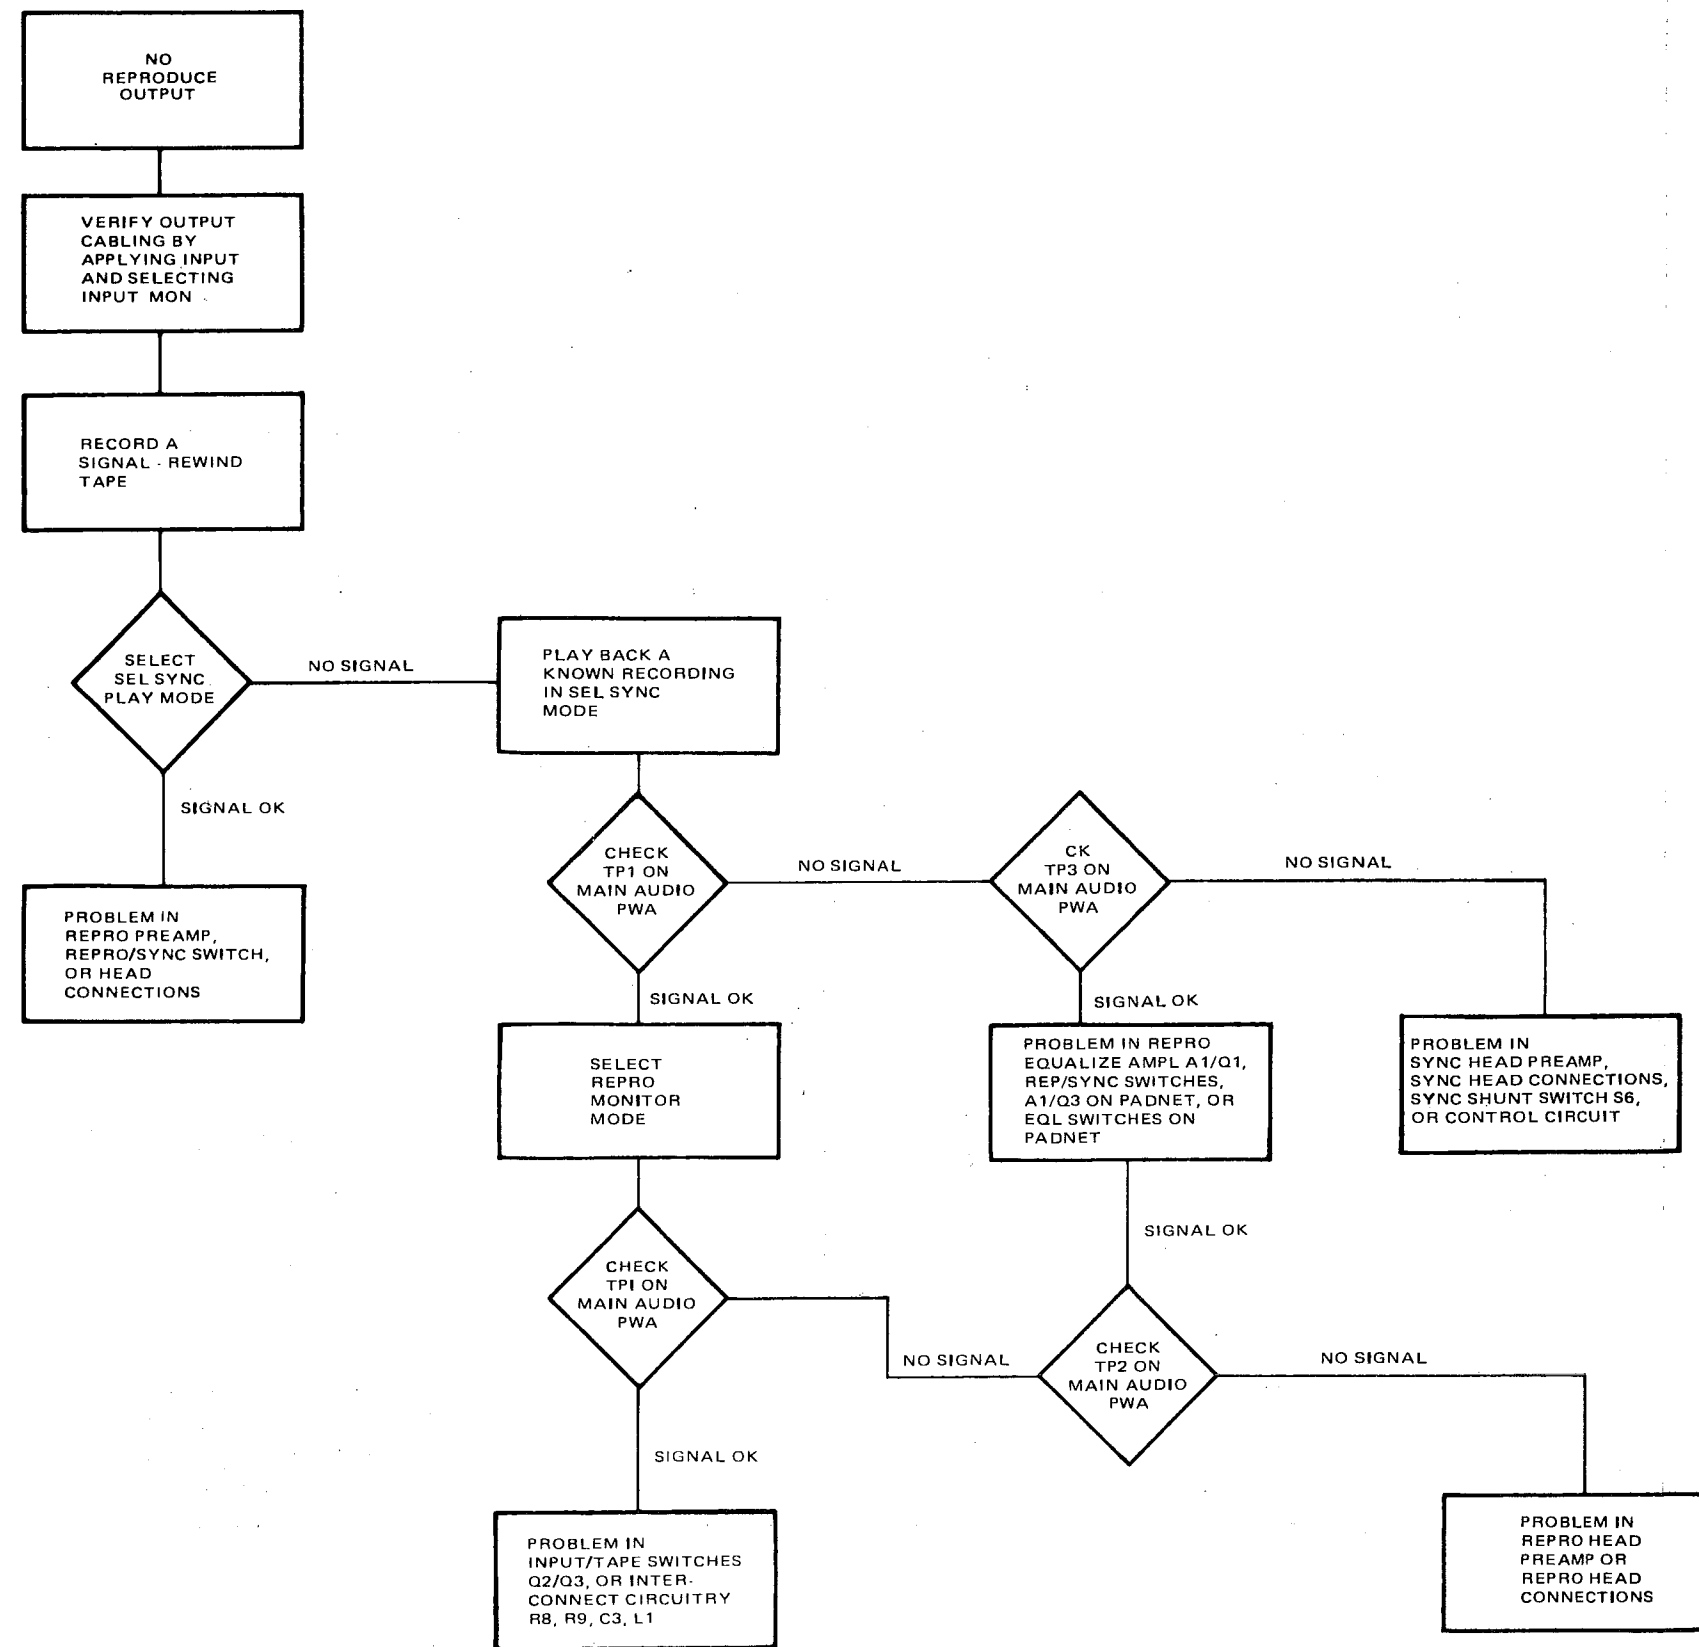 NO
REPRODUCE
OUTPUT
VERIFY OUTPUT
CABLING BY
APPLYING INPUT
AND SELECTING
INPUT MON
RECORD A
SIGNAL - REWIND
TAPE
SELECT
SEL SYNC
PLAY MODE
NO SIGNAL
PLAY BACK A
KNOWN RECORDING
IN SEL SYNC
MODE
SIGNAL OK
PROBLEM IN
REPRO PREAMP,
REPRO/SYNC SWITCH,
OR HEAD
CONNECTIONS
CHECK
TP1 ON
MAIN AUDIO
PWA
NO SIGNAL
CK
TP3 ON
MAIN AUDIO
PWA
NO SIGNAL
SIGNAL OK
SIGNAL OK
SELECT
REPRO
MONITOR
MODE
PROBLEM IN REPRO
EQUALIZE AMPL A1/Q1,
REP/SYNC SWITCHES,
A1/Q3 ON PADNET, OR
EQL SWITCHES ON
PADNET
PROBLEM IN
SYNC HEAD PREAMP,
SYNC HEAD CONNECTIONS,
SYNC SHUNT SWITCH S6,
OR CONTROL CIRCUIT
SIGNAL OK
CHECK
TPI ON
MAIN AUDIO
PWA
NO SIGNAL
CHECK
TP2 ON
MAIN AUDIO
PWA
NO SIGNAL
SIGNAL OK
PROBLEM IN
INPUT/TAPE SWITCHES
Q2/Q3, OR INTER-
CONNECT CIRCUITRY
R8, R9, C3, L1
PROBLEM IN
REPRO HEAD
PREAMP OR
REPRO HEAD
CONNECTIONS